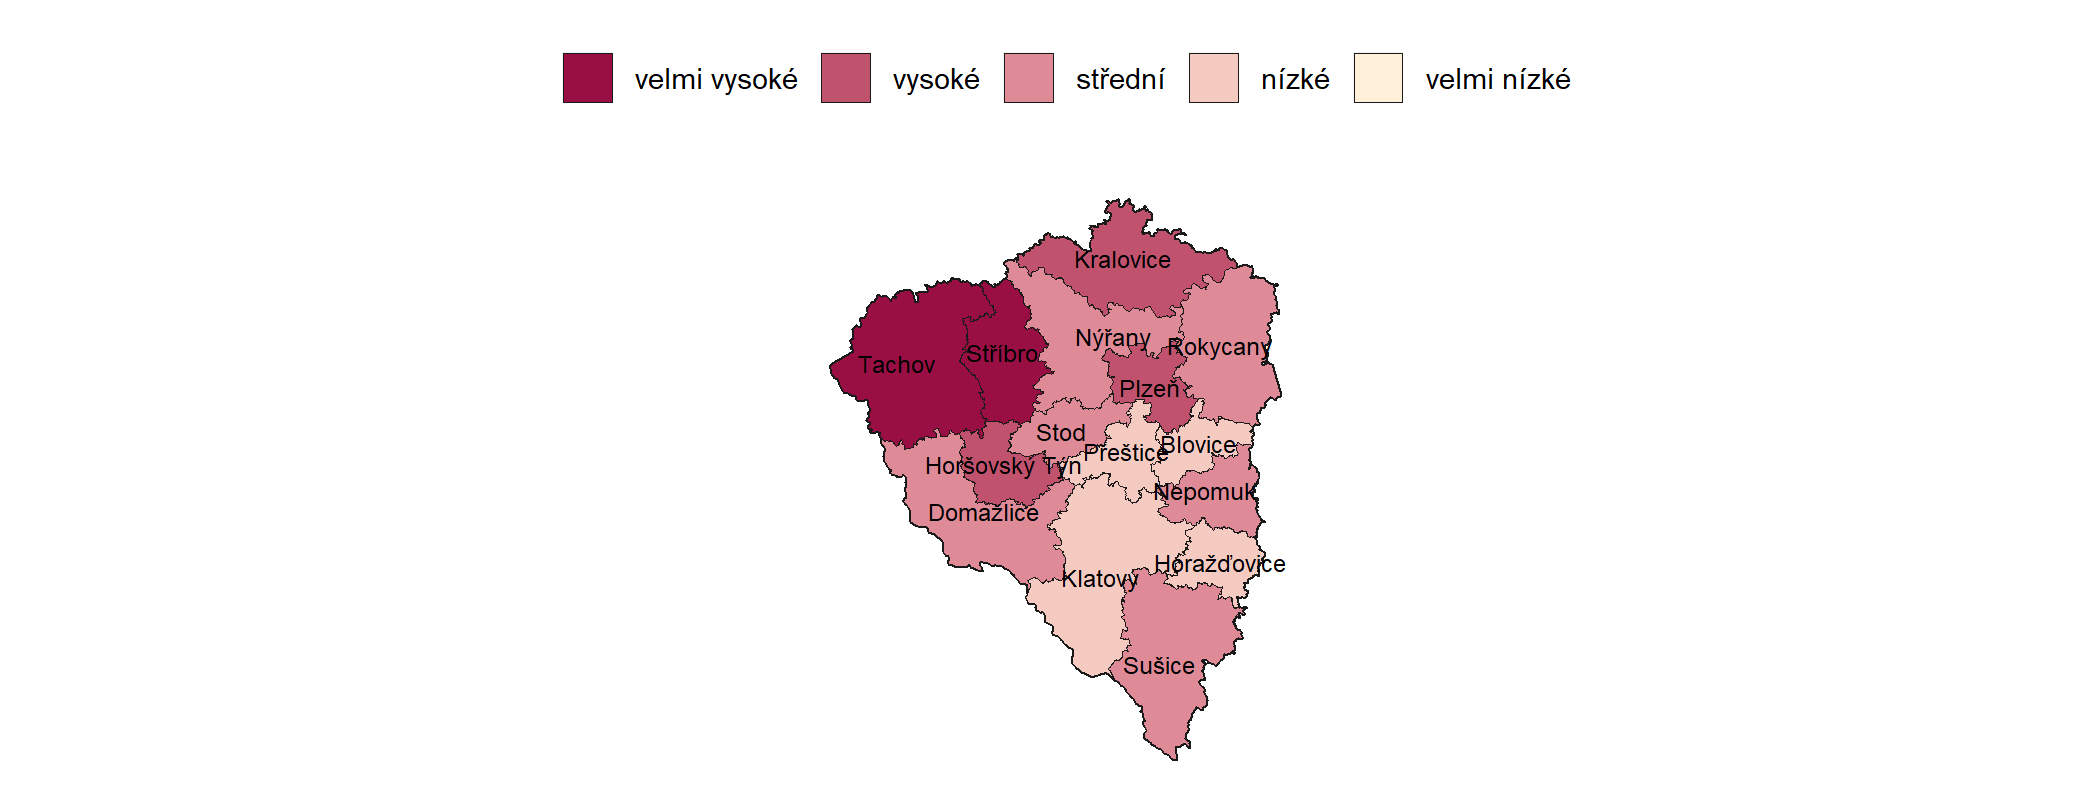 velmi vysoké vysoké střední nízké velmi nízké
Kralovice
Nýřany
Rokycany
Stříbro
Tachov
Plzeň
Stod
Blovice
Přeštice
Horšovský Týn
Nepomuk
Domažlice
Horažďovice
Klatovy
Sušice